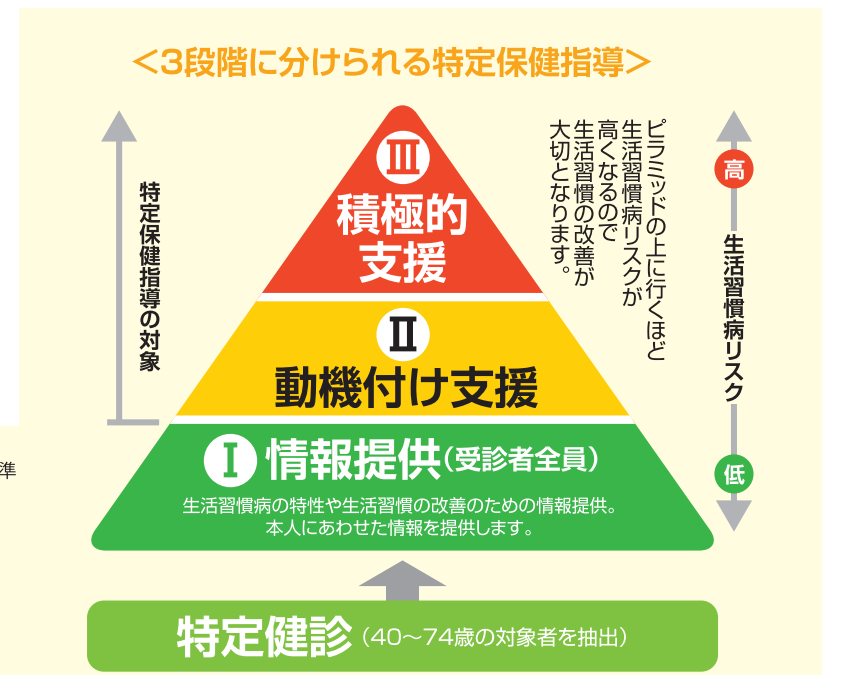 ＜3段階に分けられる特定保健指導＞
特定保健指導の対象
Ⅲ
積極的
支援
ピラミッドの上に行くほど
生活習慣病リスクが
高くなるので
生活習慣の改善が
大切となります。
高
生活習慣病リスク
低
Ⅱ
動機付け支援
Ⅰ 情報提供（受診者全員）
生活習慣病の特性や生活習慣の改善のための情報提供。
本人にあわせた情報を提供します。
準
特定健診（40～74歳の対象者を抽出）